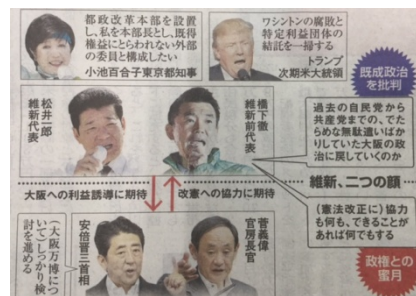 都政改革本部を設置
し、私を本部長とし、既得
権益にとらわれない外部
の委員と構成したい
小池百合子東京都知事
ワシントンの腐敗と
特定利益団体の
結託を一掃する
トランプ
次期米大統領
既成政治
を批判
松井一郎
維新代表
橋下徹
維新前代表
過去の自民党から
共産党までの、でた
らめな無駄遣いばか
りしていた大阪の政
治に戻していくのか
維新、二つの顔
大阪への利益誘導に期待
改憲への協力に期待
(憲法改正に)協力
も何も、できることが
あれば何でもする
政権との
蜜月
(大阪万博につ
いて)しっかり検
討を進める
安倍晋三首相
菅義偉
官房長官